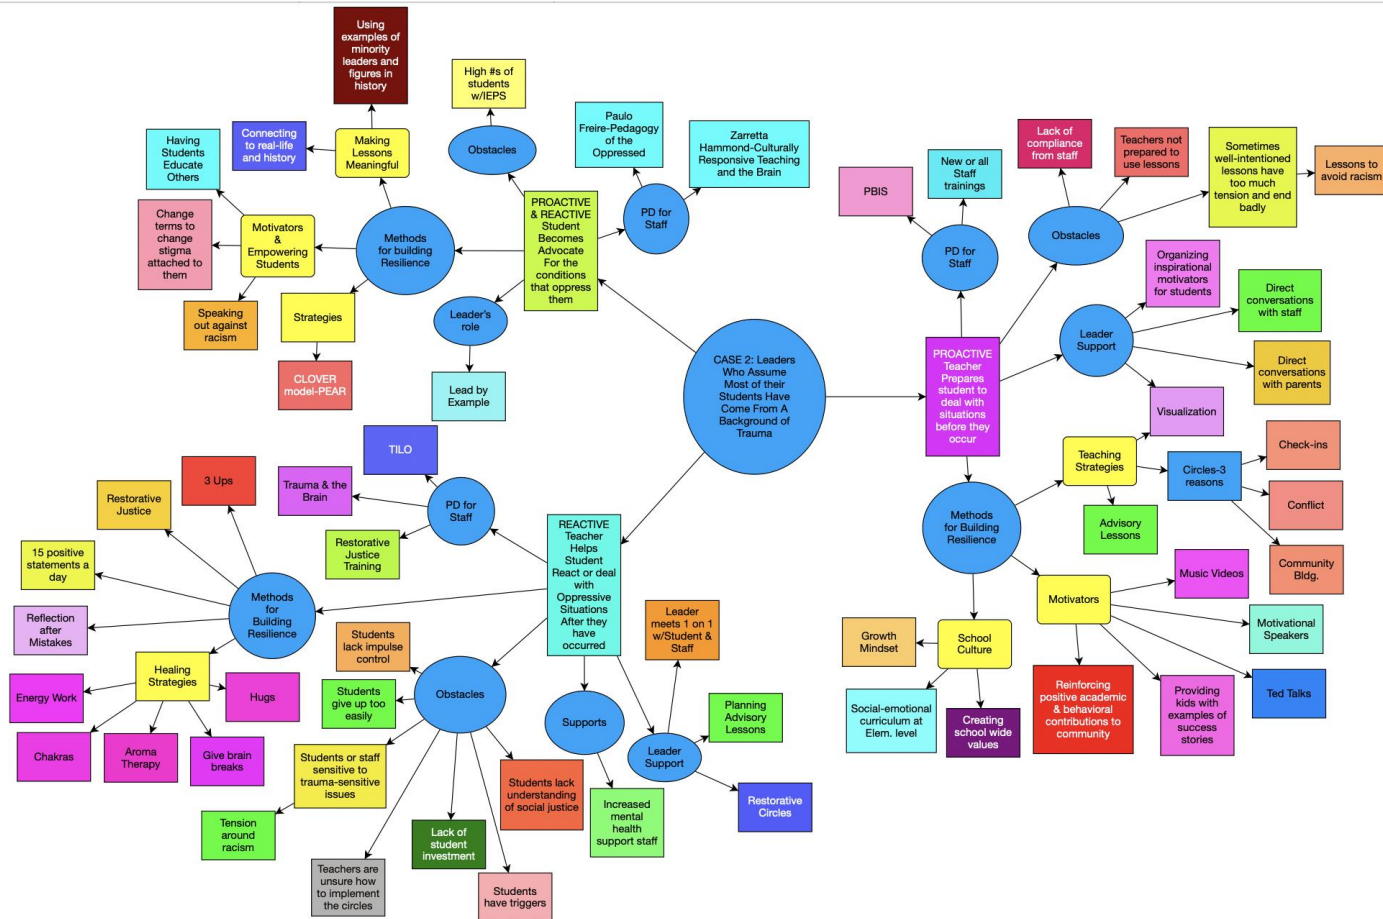 Using
examples of
minority
leaders and
figures in
history
High #s of
students
w/IEPS
Paulo
Freire-Pedagogy
of the
Oppressed
Zarretta
Hammond-Culturally
Responsive Teaching
and the Brain
Having
Students
Educate
Others
Connecting
to real-life
and history
Making
Lessons
Meaningful
Obstacles
PROACTIVE
& REACTIVE
Student
Becomes
Advocate
For the
conditions
that oppress
them
PD for
Staff
Change
terms to
change
stigma
attached to
them
Motivators
&
Empowering
Students
Methods
for building
Resilience
Speaking
out against
racism
Strategies
Leader's
role
CLOVER
model-PEAR
Lead by
Example
CASE 2: Leaders
Who Assume
Most of their
Students Have
Come From A
Background of
Trauma
Lack of
compliance
from staff
Teachers not
prepared to
use lessons
Sometimes
well-intentioned
lessons have
too much
tension and end
badly
Lessons to
avoid racism
PBIS
New or all
Staff
trainings
PD for
Staff
Obstacles
Organizing
inspirational
motivators
for students
Direct
conversations
with staff
Leader
Support
Direct
conversations
with parents
PROACTIVE
Teacher
Prepares
student to
deal with
situations
before they
occur
Visualization
Teaching
Strategies
Circles-3
reasons
Check-ins
Conflict
Community
Bldg.
Methods
for Building
Resilience
Advisory
Lessons
Music Videos
Motivators
Motivational
Speakers
Growth
Mindset
School
Culture
Social-emotional
curriculum at
Elem. level
Creating
school wide
values
Reinforcing
positive academic
& behavioral
contributions to
community
Providing
kids with
examples of
success
stories
Ted Talks
TILO
Trauma & the
Brain
PD for
Staff
Restorative
Justice
Training
REACTIVE
Teacher
Helps
Student
React or deal
with
Oppressive
Situations
After they
have
occurred
3 Ups
Restorative
Justice
15 positive
statements a
day
Reflection
after
Mistakes
Methods
for
Building
Resilience
Healing
Strategies
Energy Work
Hugs
Chakras
Aroma
Therapy
Give brain
breaks
Students
lack impulse
control
Students
give up too
easily
Obstacles
Students or staff
sensitive to
trauma-sensitive
issues
Tension
around
racism
Teachers are
unsure how
to implement
the circles
Lack of
student
investment
Students
have triggers
Students lack
understanding
of social justice
Supports
Increased
mental
health
support staff
Leader
meets 1 on 1
w/Student &
Staff
Planning
Advisory
Lessons
Leader
Support
Restorative
Circles